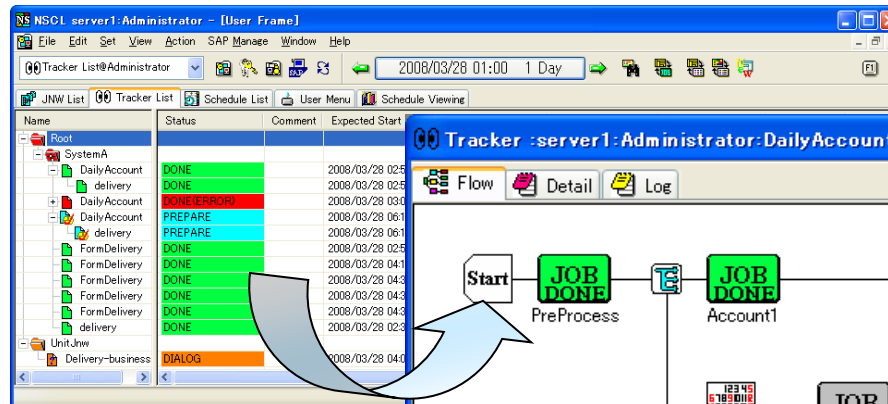 NS NSCL server1:Administrator - [User Frame]
File Edit Set View Action SAP Manage Window Help
Tracker List@Administrator 2008/03/28 01:00 1 Day F1
JNW List Tracker List Schedule List User Menu Schedule Viewing
Name Status Comment Expected Start
Root
SystemA
DailyAccount DONE 2008/03/28 02:5
delivery DONE 2008/03/28 02:5
DailyAccount DONE(ERROR) 2008/03/28 03:0
DailyAccount PREPARE 2008/03/28 06:1
delivery PREPARE 2008/03/28 06:1
FormDelivery DONE 2008/03/28 02:5
FormDelivery DONE 2008/03/28 04:1
FormDelivery DONE 2008/03/28 04:3
FormDelivery DONE 2008/03/28 04:3
FormDelivery DONE 2008/03/28 04:3
delivery DONE 2008/03/28 02:3
UnitJnw
Delivery-business DIALOG 2008/03/28 04:0
Tracker :server1:Administrator:DailyAccount
Flow Detail Log
Start JOB DONE JOB DONE
PreProcess Account1
JOB